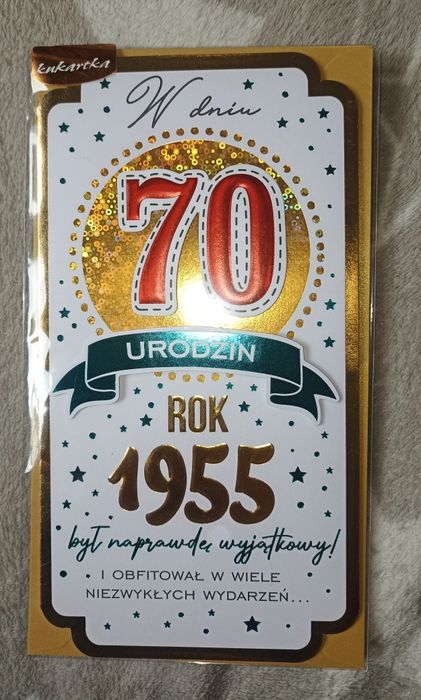 kukartka
W dniu
70
URODZIN
ROK
1955
był naprawdę wyjątkowy!
I OBFITOWAŁ W WIELE
NIEZWYKŁYCH WYDARZEŃ...